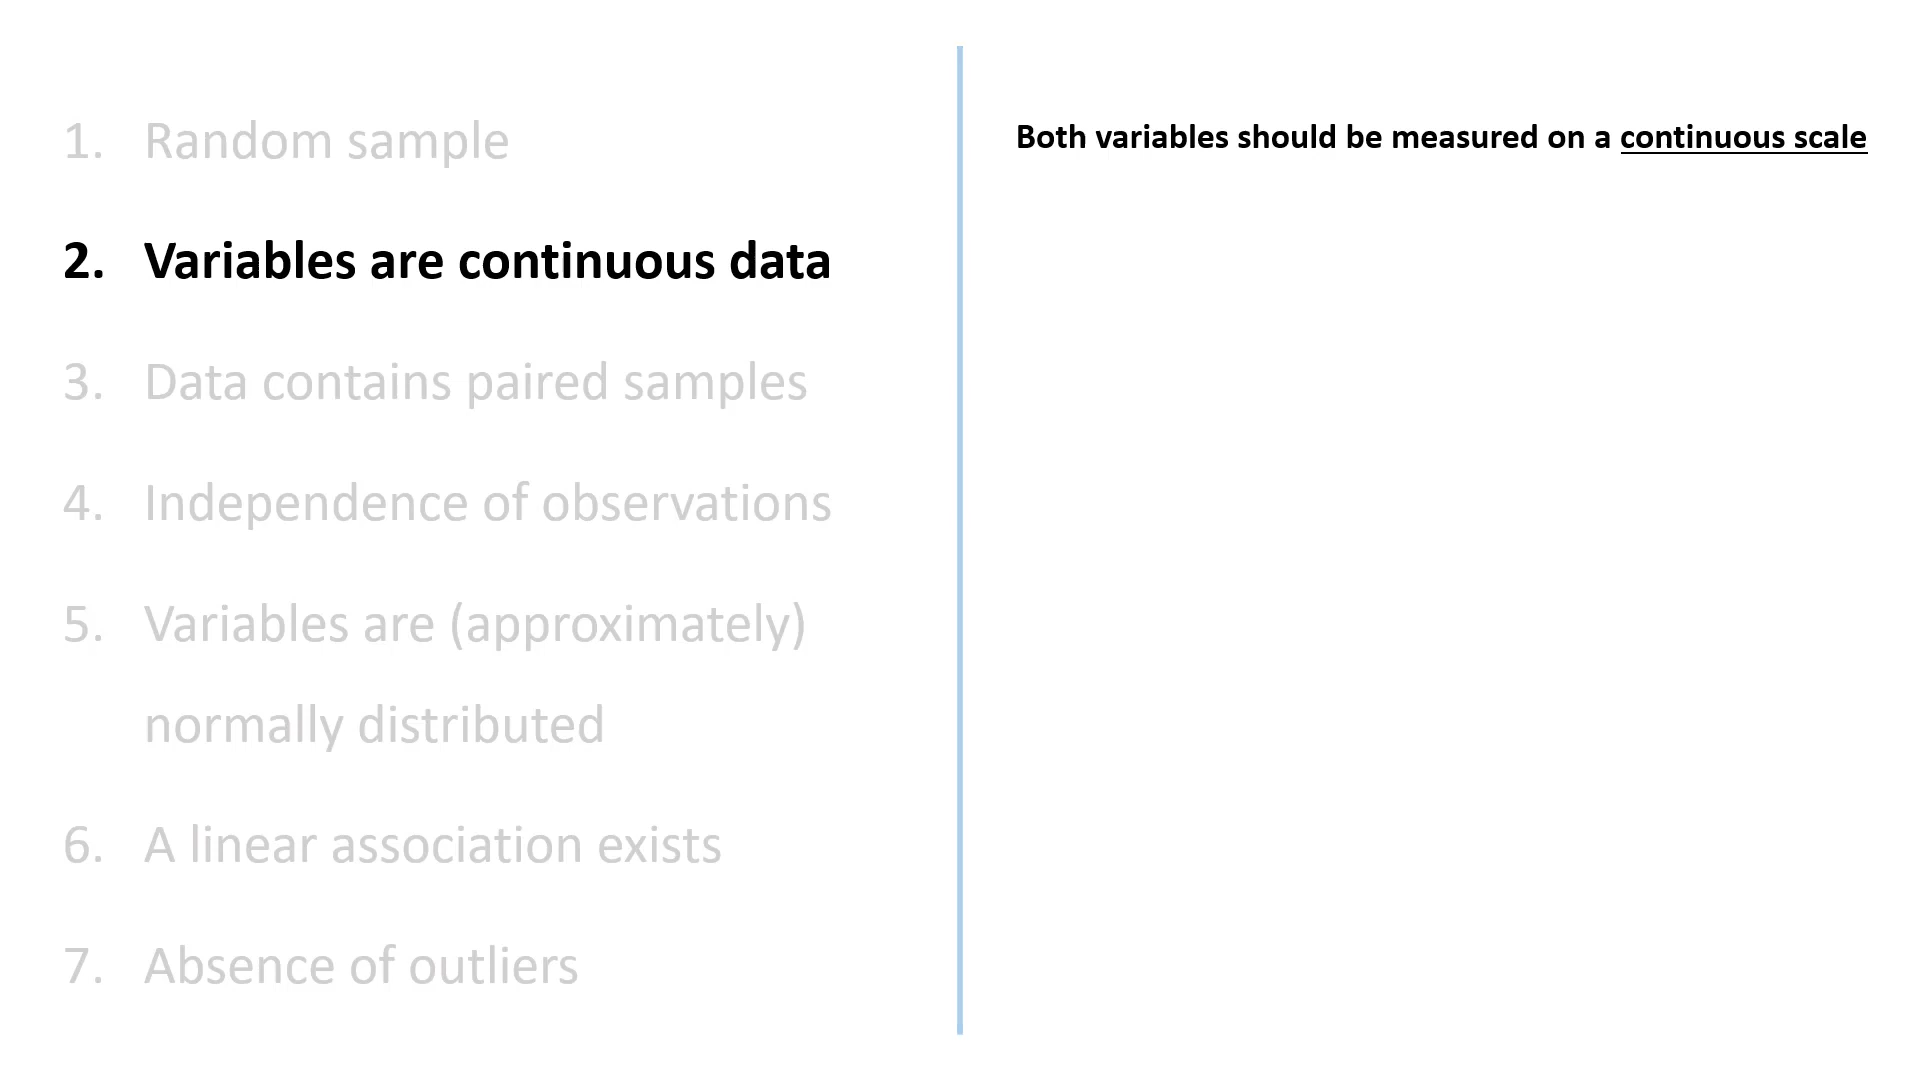 1. Random sample
2. Variables are continuous data
3. Data contains paired samples
4. Independence of observations
5. Variables are (approximately)
normally distributed
6. A linear association exists
7. Absence of outliers
Both variables should be measured on a continuous scale